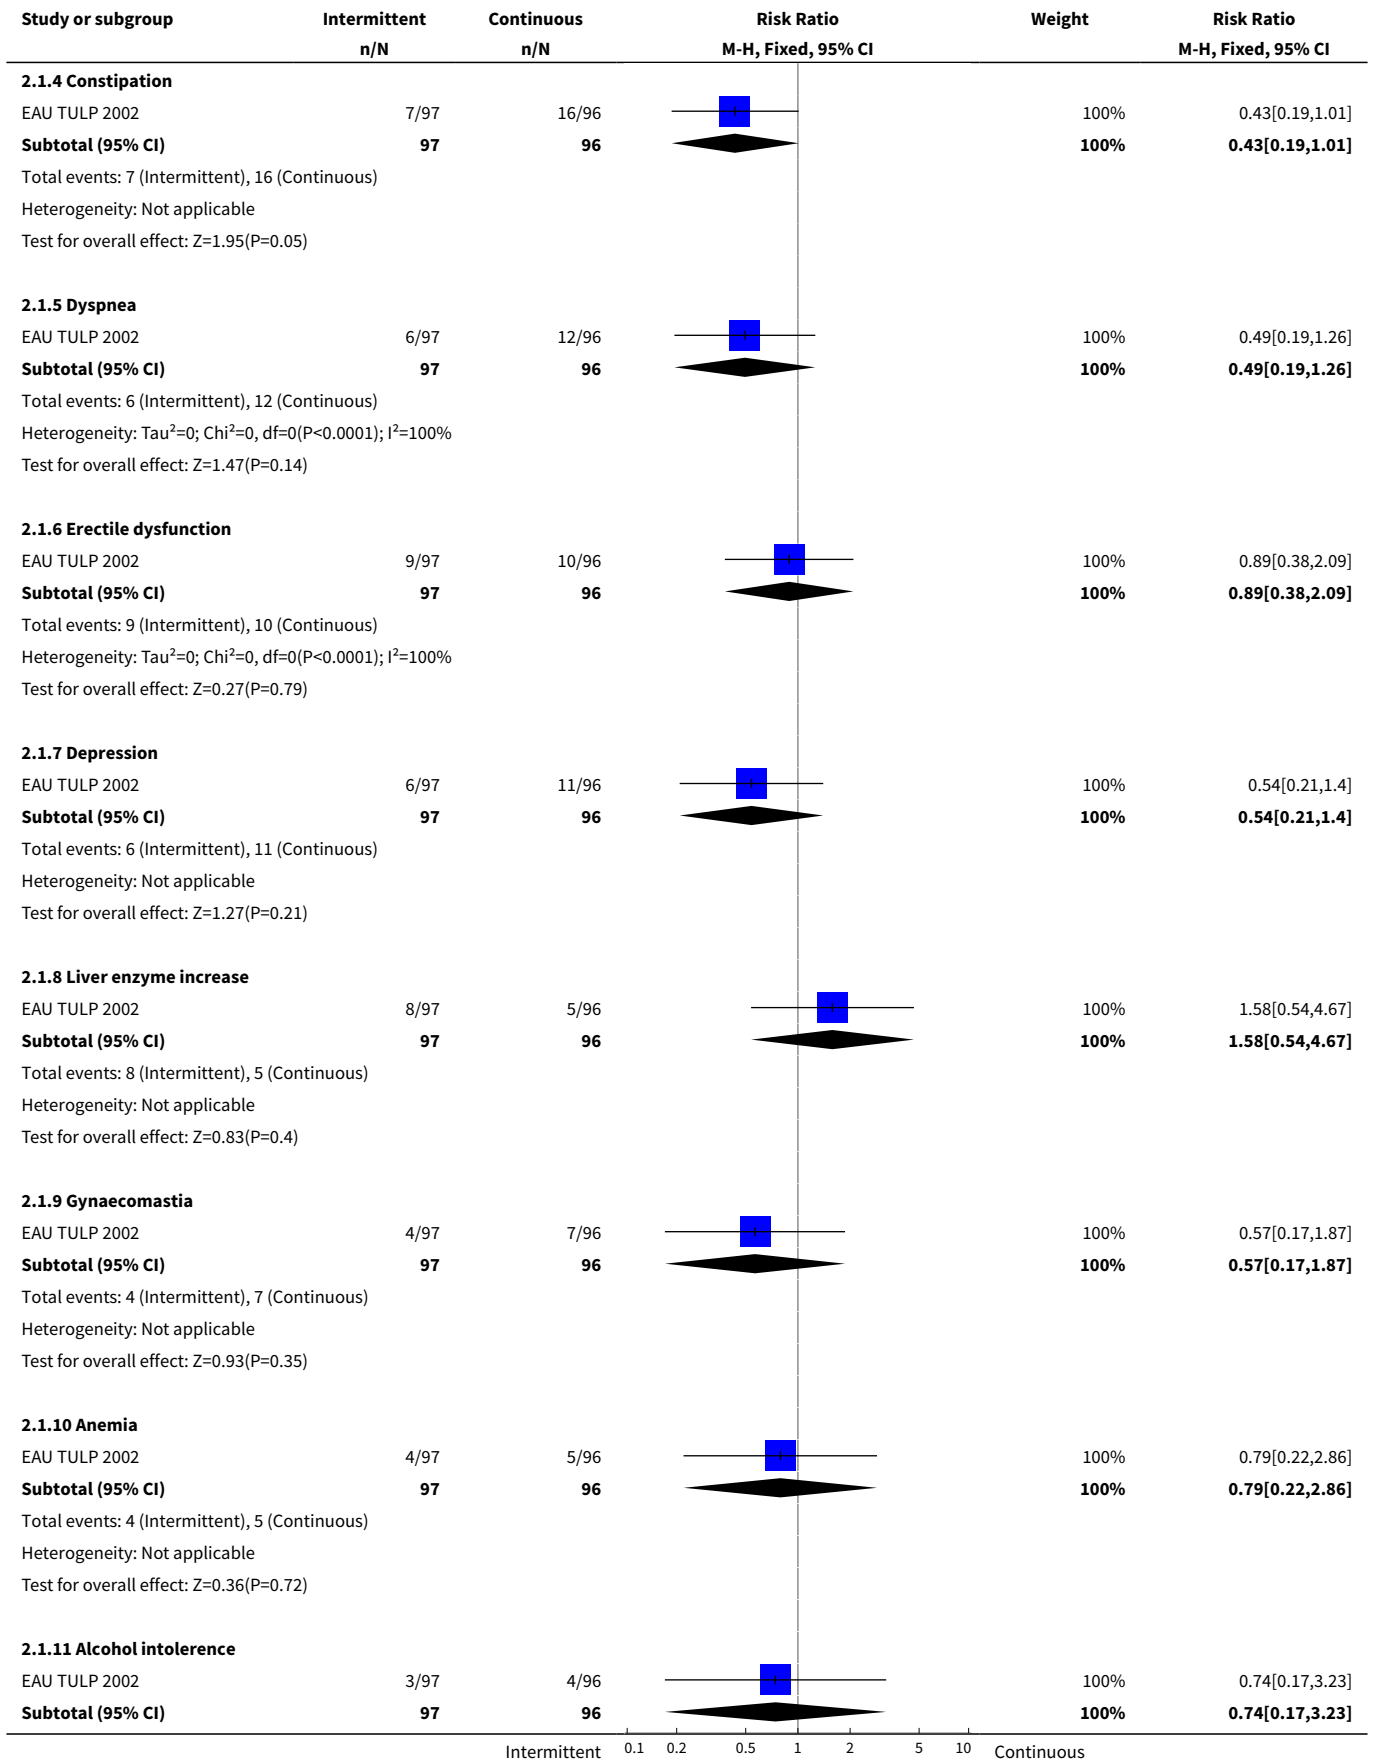 Study or subgroup Intermittent Continuous Risk Ratio Weight Risk Ratio
n/N n/N M-H, Fixed, 95% CI M-H, Fixed, 95% CI
2.1.4 Constipation
EAU TULP 2002 7/97 16/96 100% 0.43[0.19,1.01]
Subtotal (95% CI) 97 96 100% 0.43[0.19,1.01]
Total events: 7 (Intermittent), 16 (Continuous)
Heterogeneity: Not applicable
Test for overall effect: Z=1.95(P=0.05)
2.1.5 Dyspnea
EAU TULP 2002 6/97 12/96 100% 0.49[0.19,1.26]
Subtotal (95% CI) 97 96 100% 0.49[0.19,1.26]
Total events: 6 (Intermittent), 12 (Continuous)
Heterogeneity: Tau²=0; Chi²=0, df=0(P<0.0001); I²=100%
Test for overall effect: Z=1.47(P=0.14)
2.1.6 Erectile dysfunction
EAU TULP 2002 9/97 10/96 100% 0.89[0.38,2.09]
Subtotal (95% CI) 97 96 100% 0.89[0.38,2.09]
Total events: 9 (Intermittent), 10 (Continuous)
Heterogeneity: Tau²=0; Chi²=0, df=0(P<0.0001); I²=100%
Test for overall effect: Z=0.27(P=0.79)
2.1.7 Depression
EAU TULP 2002 6/97 11/96 100% 0.54[0.21,1.4]
Subtotal (95% CI) 97 96 100% 0.54[0.21,1.4]
Total events: 6 (Intermittent), 11 (Continuous)
Heterogeneity: Not applicable
Test for overall effect: Z=1.27(P=0.21)
2.1.8 Liver enzyme increase
EAU TULP 2002 8/97 5/96 100% 1.58[0.54,4.67]
Subtotal (95% CI) 97 96 100% 1.58[0.54,4.67]
Total events: 8 (Intermittent), 5 (Continuous)
Heterogeneity: Not applicable
Test for overall effect: Z=0.83(P=0.4)
2.1.9 Gynaecomastia
EAU TULP 2002 4/97 7/96 100% 0.57[0.17,1.87]
Subtotal (95% CI) 97 96 100% 0.57[0.17,1.87]
Total events: 4 (Intermittent), 7 (Continuous)
Heterogeneity: Not applicable
Test for overall effect: Z=0.93(P=0.35)
2.1.10 Anemia
EAU TULP 2002 4/97 5/96 100% 0.79[0.22,2.86]
Subtotal (95% CI) 97 96 100% 0.79[0.22,2.86]
Total events: 4 (Intermittent), 5 (Continuous)
Heterogeneity: Not applicable
Test for overall effect: Z=0.36(P=0.72)
2.1.11 Alcohol intolerence
EAU TULP 2002 3/97 4/96 100% 0.74[0.17,3.23]
Subtotal (95% CI) 97 96 100% 0.74[0.17,3.23]
Intermittent 0.1 0.2 0.5 1 2 5 10 Continuous